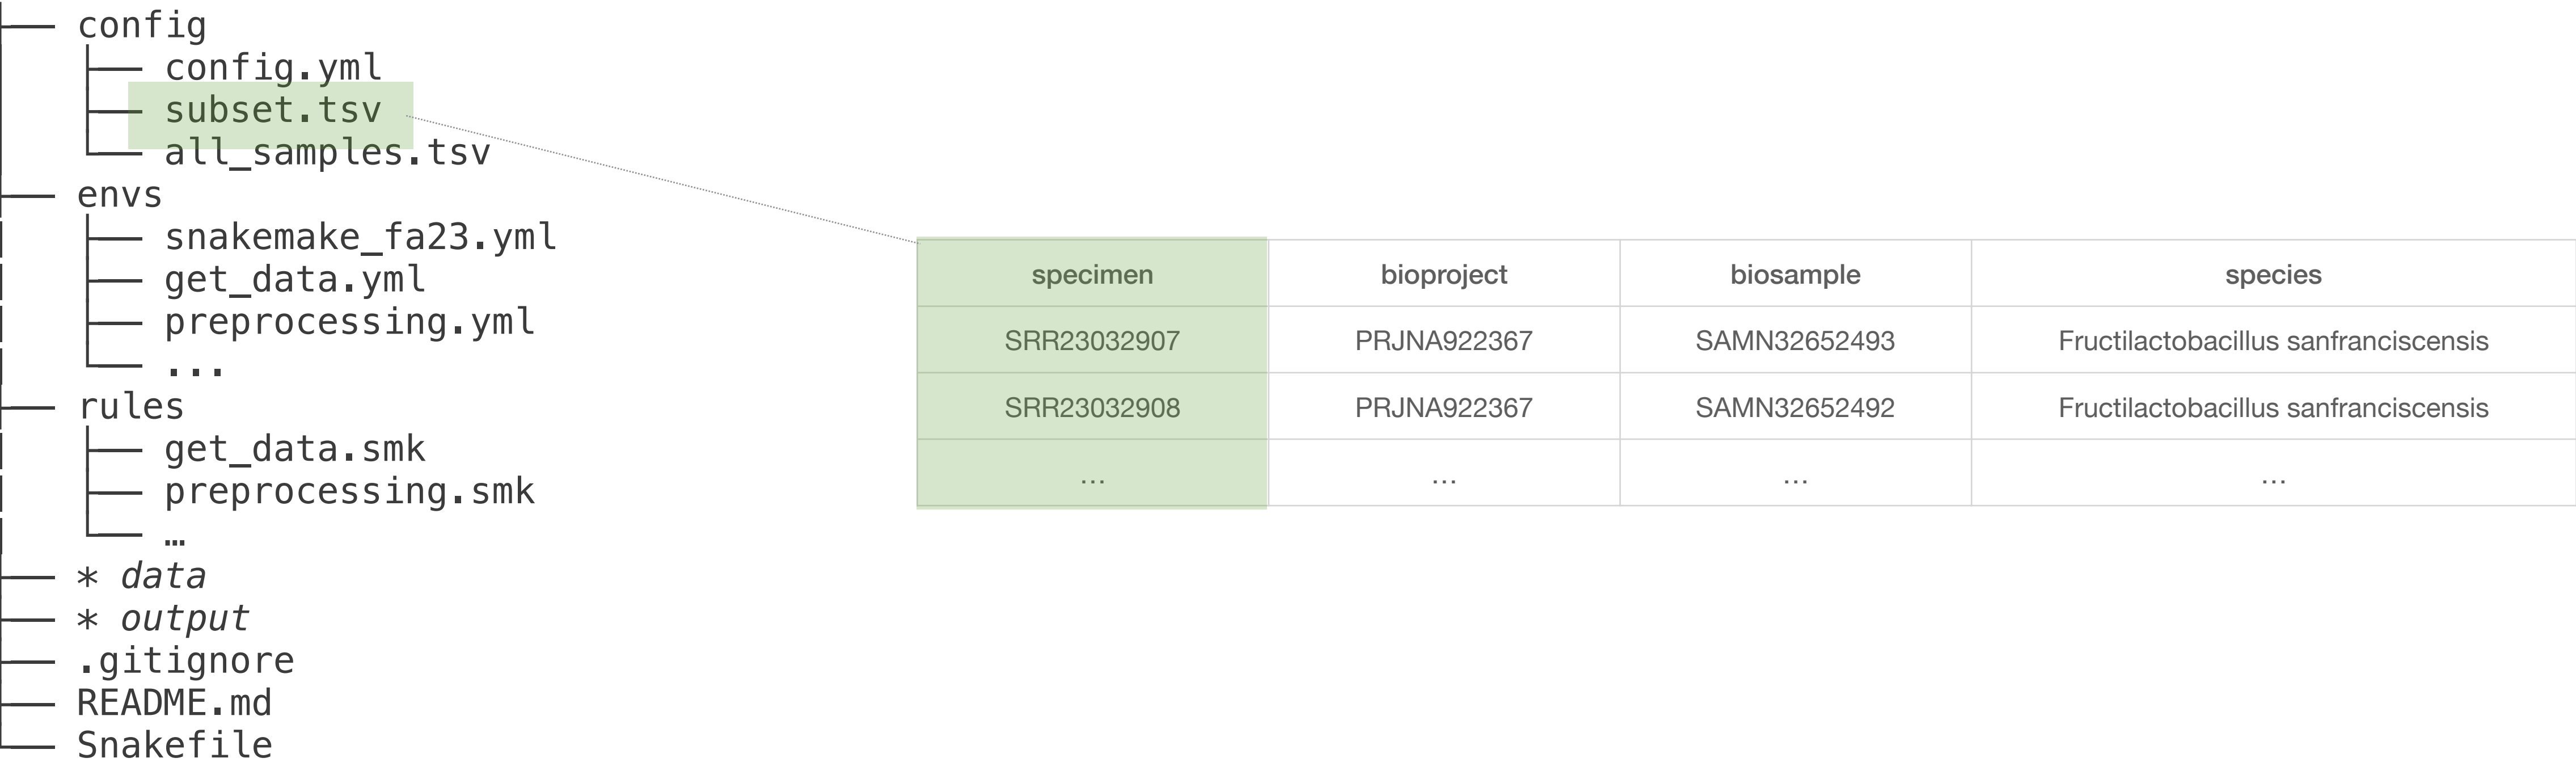 config
config.yml
subset.tsv
all_samples.tsv
envs
snakemake_fa23.yml
get_data.yml
preprocessing.yml
...
rules
get_data.smk
preprocessing.smk
…
* data
* output
.gitignore
README.md
Snakefile
specimen bioproject biosample species
SRR23032907 PRJNA922367 SAMN32652493 Fructilactobacillus sanfranciscensis
SRR23032908 PRJNA922367 SAMN32652492 Fructilactobacillus sanfranciscensis
... ... ... ...